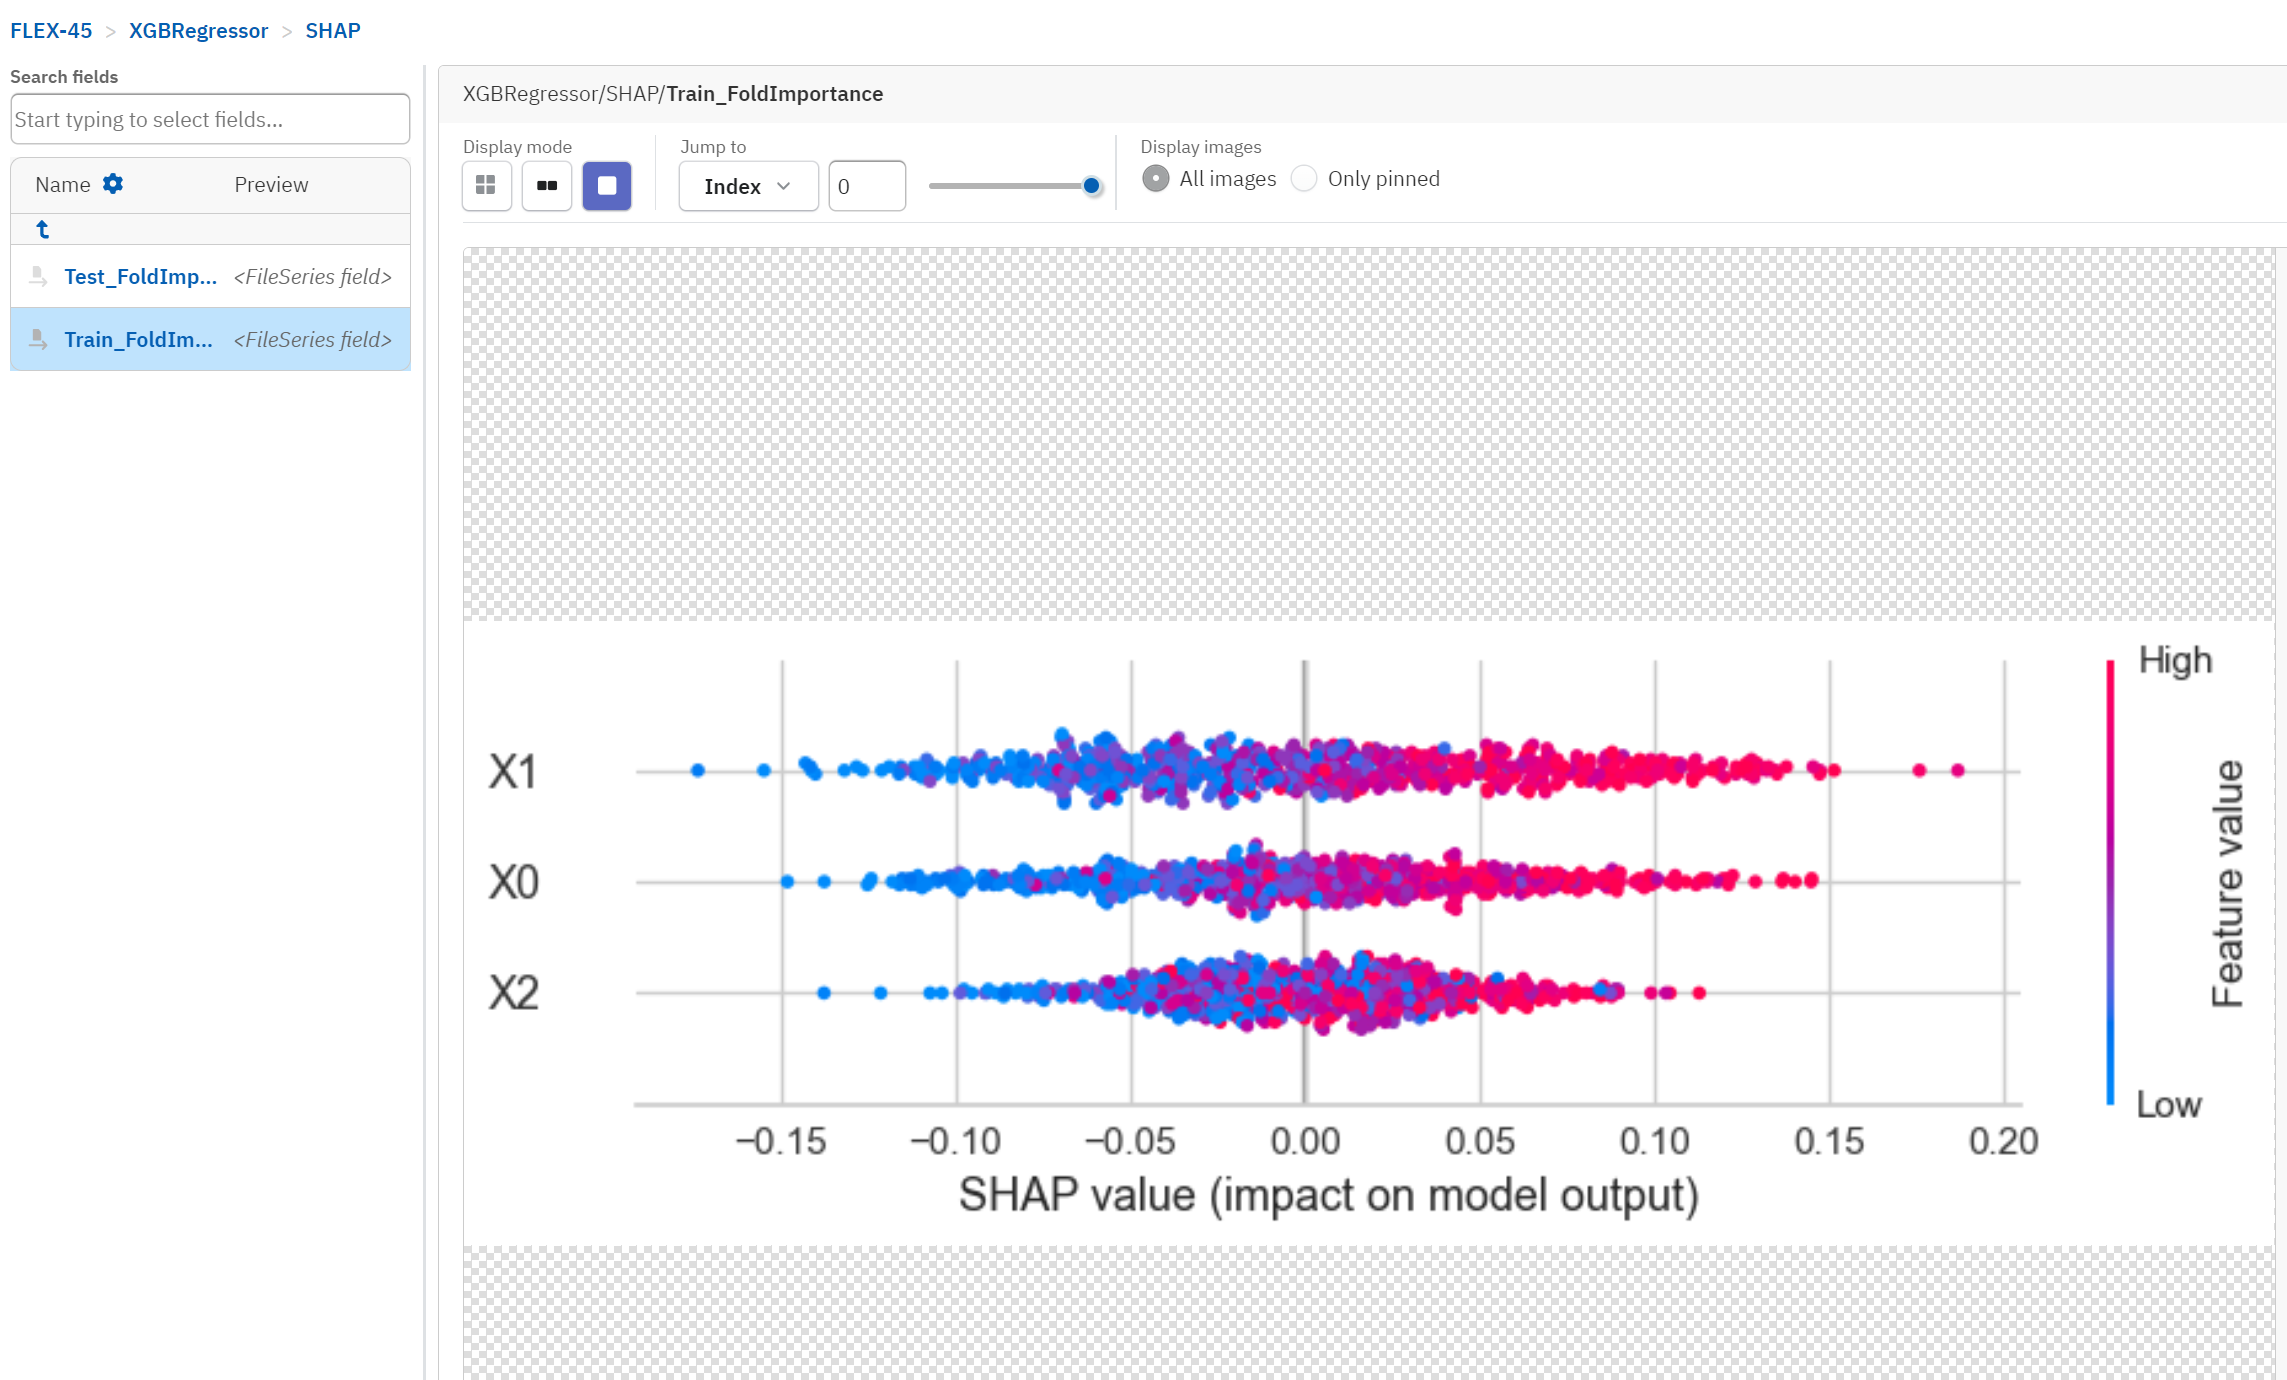 FLEX-45 > XGBRegressor > SHAP
Search fields
Start typing to select fields...
Name Preview
Test_FoldImp... <FileSeries field>
Train_FoldIm... <FileSeries field>
XGBRegressor/SHAP/Train_FoldImportance
Display mode
Jump to
Index
0
Display images
All images
Only pinned
High
X1
X0
X2
Feature value
Low
−0.15 −0.10 −0.05 0.00 0.05 0.10 0.15 0.20
SHAP value (impact on model output)